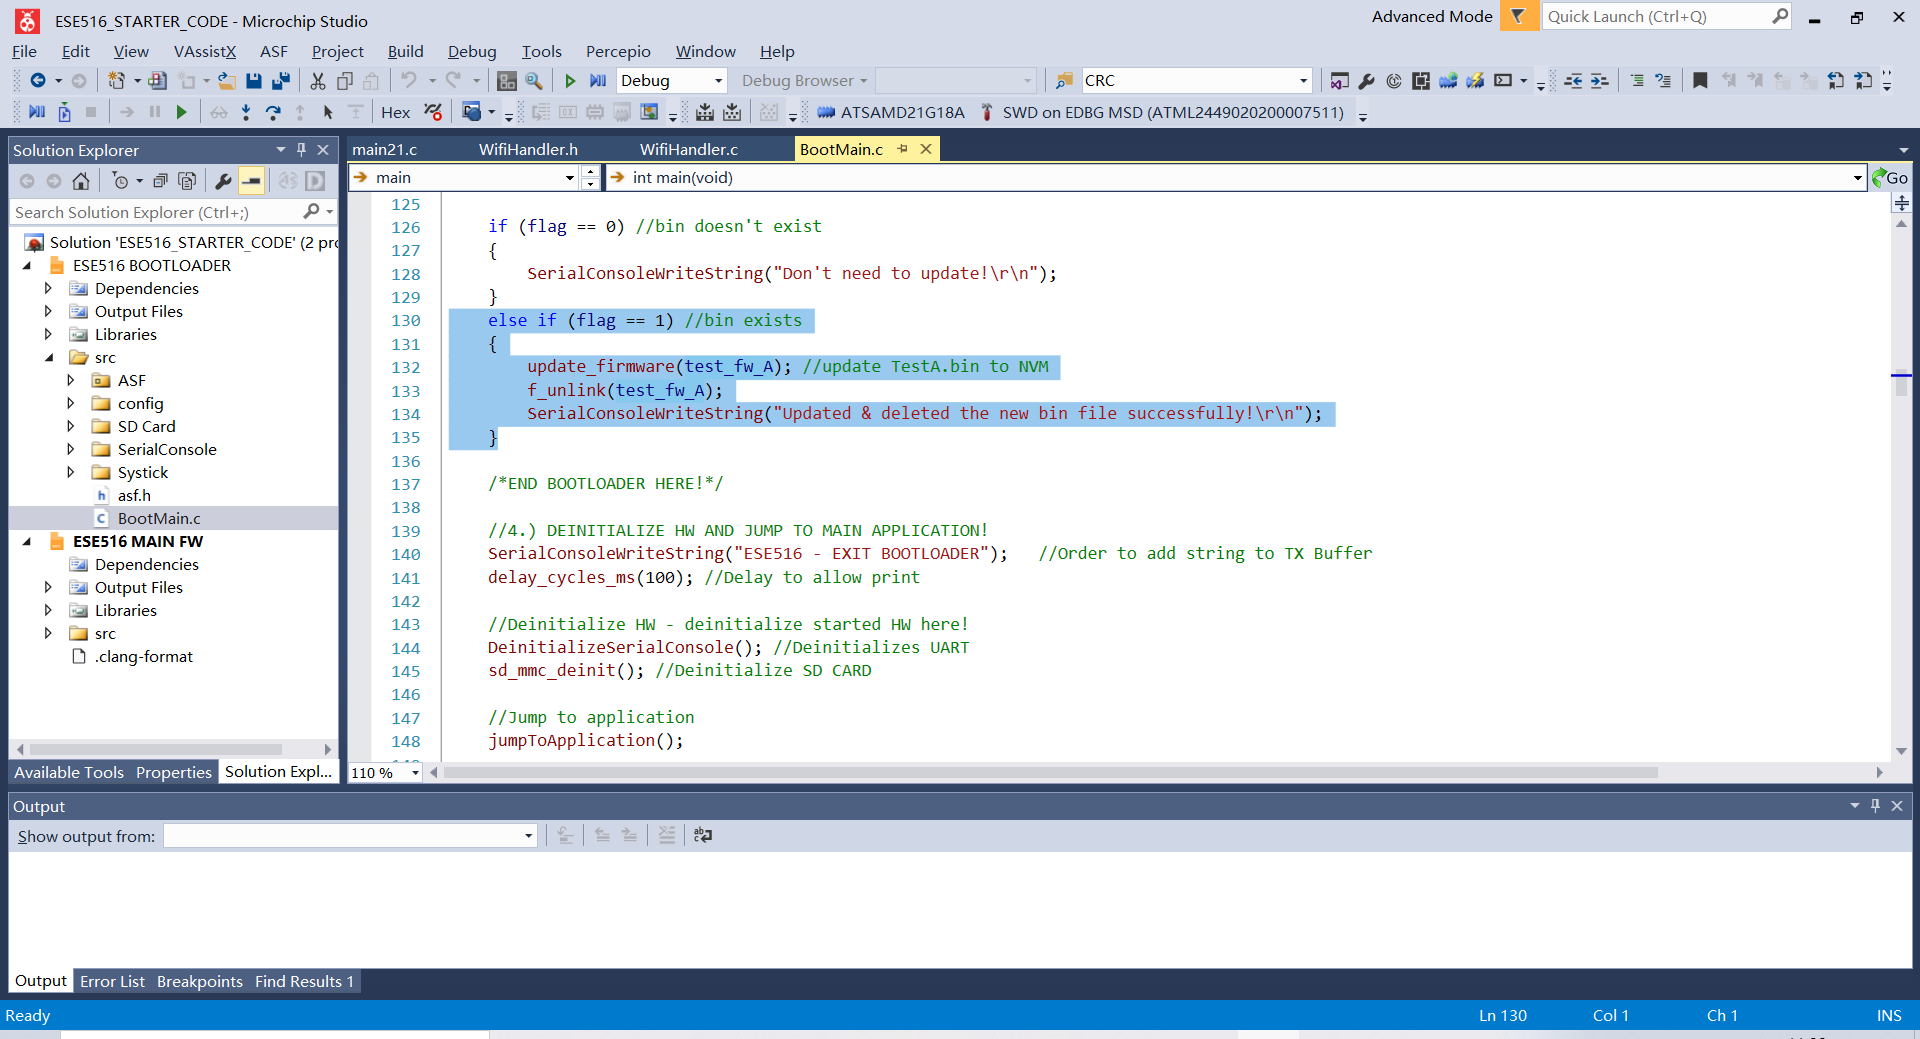 ESE516_STARTER_CODE - Microchip Studio
Advanced Mode
Quick Launch (Ctrl+Q)
File Edit View VAssistX ASF Project Build Debug Tools Percepio Window Help
Debug Debug Browser CRC
Hex ATSAMD21G18A SWD on EDBG MSD (ATML2449020200007511)
Solution Explorer
main21.c WifiHandler.h WifiHandler.c BootMain.c
main int main(void) Go
Search Solution Explorer (Ctrl+;)
Solution 'ESE516_STARTER_CODE' (2 pro
ESE516 BOOTLOADER
Dependencies
Output Files
Libraries
src
ASF
config
SD Card
SerialConsole
Systick
asf.h
BootMain.c
ESE516 MAIN FW
Dependencies
Output Files
Libraries
src
.clang-format
Available Tools Properties Solution Expl...
125
126 if (flag == 0) //bin doesn't exist
127 {
128 SerialConsoleWriteString("Don't need to update!\r\n");
129 }
130 else if (flag == 1) //bin exists
131 {
132 update_firmware(test_fw_A); //update TestA.bin to NVM
133 f_unlink(test_fw_A);
134 SerialConsoleWriteString("Updated & deleted the new bin file successfully!\r\n");
135 }
136
137 /*END BOOTLOADER HERE!*/
138
139 //4.) DEINITIALIZE HW AND JUMP TO MAIN APPLICATION!
140 SerialConsoleWriteString("ESE516 - EXIT BOOTLOADER"); //Order to add string to TX Buffer
141 delay_cycles_ms(100); //Delay to allow print
142
143 //Deinitialize HW - deinitialize started HW here!
144 DeinitializeSerialConsole(); //Deinitializes UART
145 sd_mmc_deinit(); //Deinitialize SD CARD
146
147 //Jump to application
148 jumpToApplication();
110 %
Output
Show output from:
Output Error List Breakpoints Find Results 1
Ready Ln 130 Col 1 Ch 1 INS